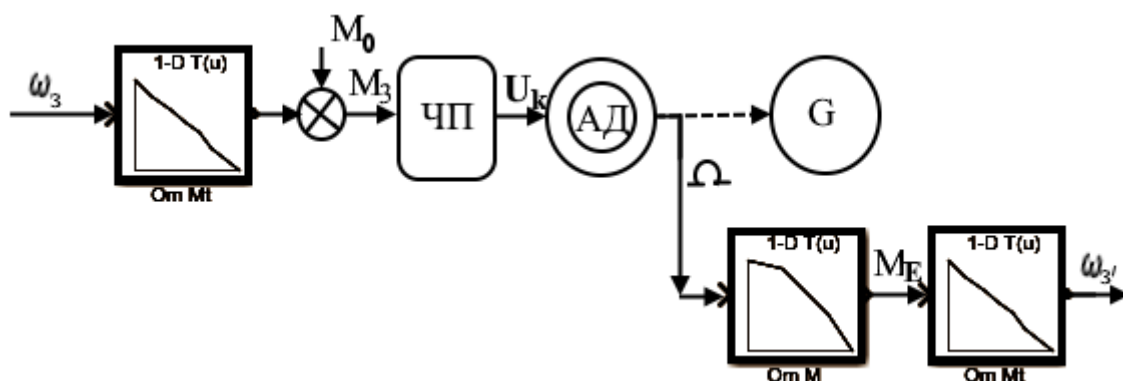 ω₃
1-D T(u)
Om Mt
M₀
M₃
ЧП
Uₖ
АД
G
Ω
1-D T(u)
Om M
M_E
1-D T(u)
Om Mt
ω₃'